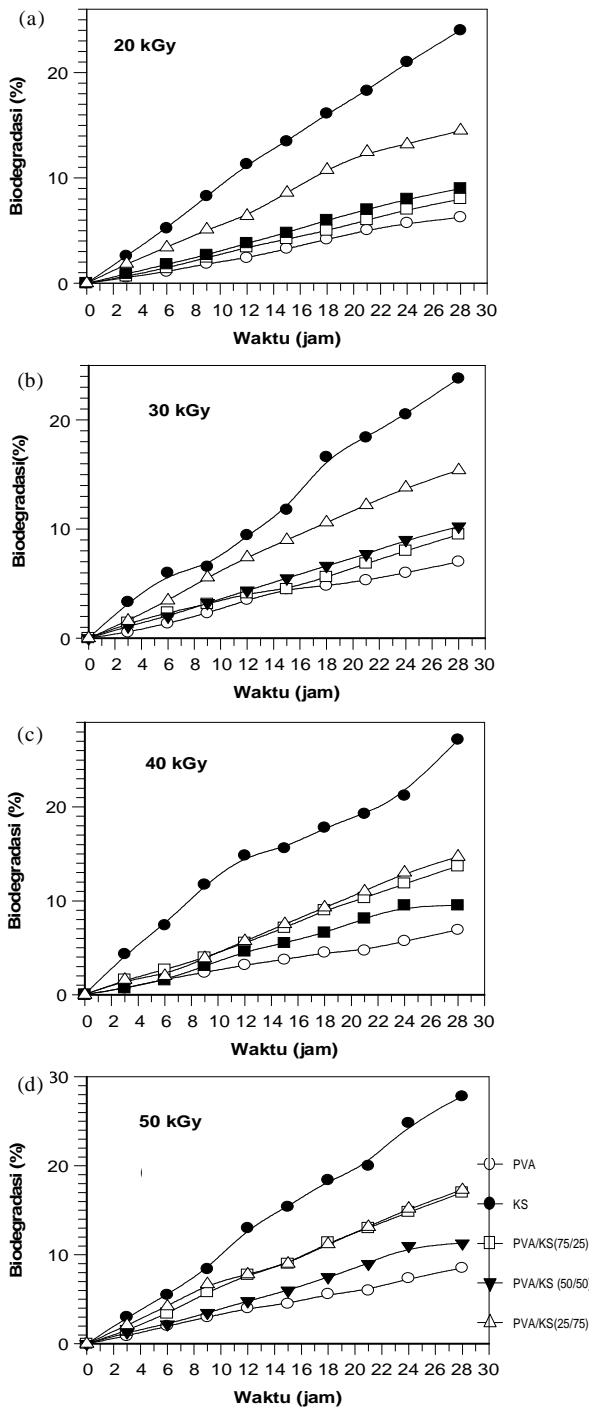 (a)
20 kGy
Biodegradasi (%)
20
10
0
0 2 4 6 8 10 12 14 16 18 20 22 24 26 28 30
Waktu (jam)
(b)
30 kGy
Biodegradasi(%)
20
10
0
0 2 4 6 8 10 12 14 16 18 20 22 24 26 28 30
Waktu (jam)
(c)
40 kGy
Biodegradasi (%)
20
10
0
0 2 4 6 8 10 12 14 16 18 20 22 24 26 28 30
Waktu (jam)
(d)
50 kGy
Biodegradasi (%)
30
20
10
0
0 2 4 6 8 10 12 14 16 18 20 22 24 26 28 30
Waktu (jam)
PVA
KS
PVA/KS(75/25)
PVA/KS (50/50)
PVA/KS(25/75)